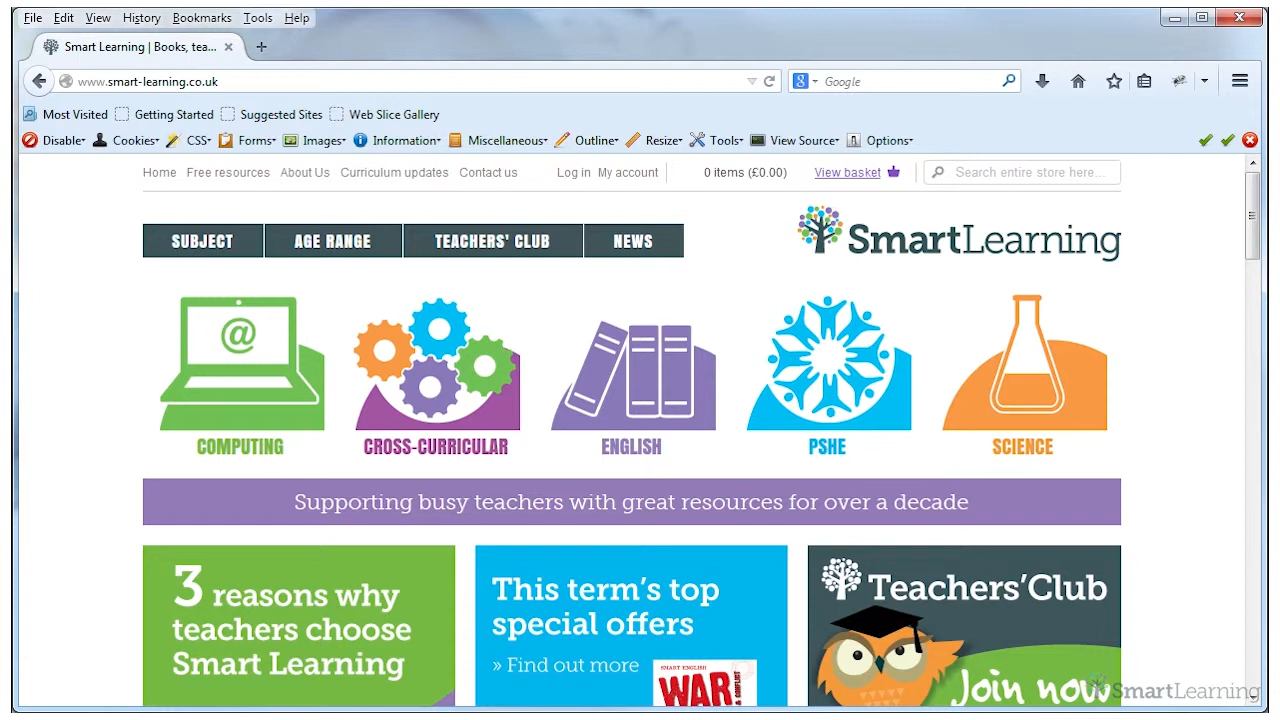 File Edit View History Bookmarks Tools Help
Smart Learning | Books, tea...
www.smart-learning.co.uk
Google
Most Visited Getting Started Suggested Sites Web Slice Gallery
Disable Cookies CSS Forms Images Information Miscellaneous Outline Resize Tools View Source Options
Home Free resources About Us Curriculum updates Contact us Log in My account 0 items (£0.00) View basket Search entire store here...
SUBJECT AGE RANGE TEACHERS' CLUB NEWS
SmartLearning
@
COMPUTING CROSS-CURRICULAR ENGLISH PSHE SCIENCE
Supporting busy teachers with great resources for over a decade
3 reasons why
teachers choose
Smart Learning
This term's top
special offers
» Find out more
SMART ENGLISH
WAR!
& CONFLICT
Teachers'Club
Join now
SmartLearning